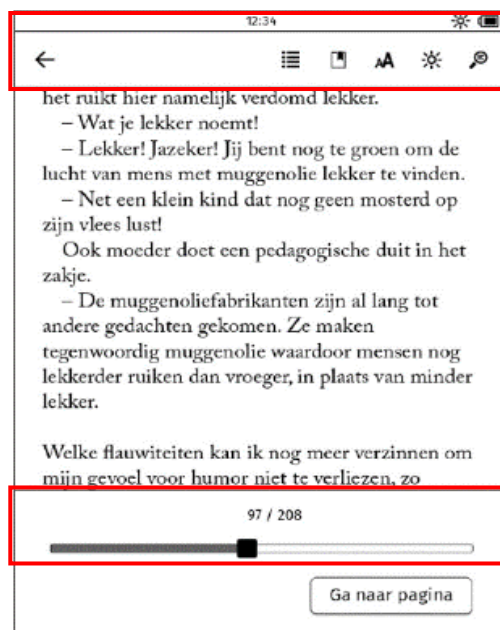 12:34
AA
het ruikt hier namelijk verdomd lekker.
– Wat je lekker noemt!
– Lekker! Jazeker! Jij bent nog te groen om de
lucht van mens met muggenolie lekker te vinden.
– Net een klein kind dat nog geen mosterd op
zijn vlees lust!
Ook moeder doet een pedagogische duit in het
zakje.
– De muggenoliefabrikanten zijn al lang tot
andere gedachten gekomen. Ze maken
tegenwoordig muggenolie waardoor mensen nog
lekkerder ruiken dan vroeger, in plaats van minder
lekker.
Welke flauwiteiten kan ik nog meer verzinnen om
mijn gevoel voor humor niet te verliezen, zo
97 / 208
Ga naar pagina